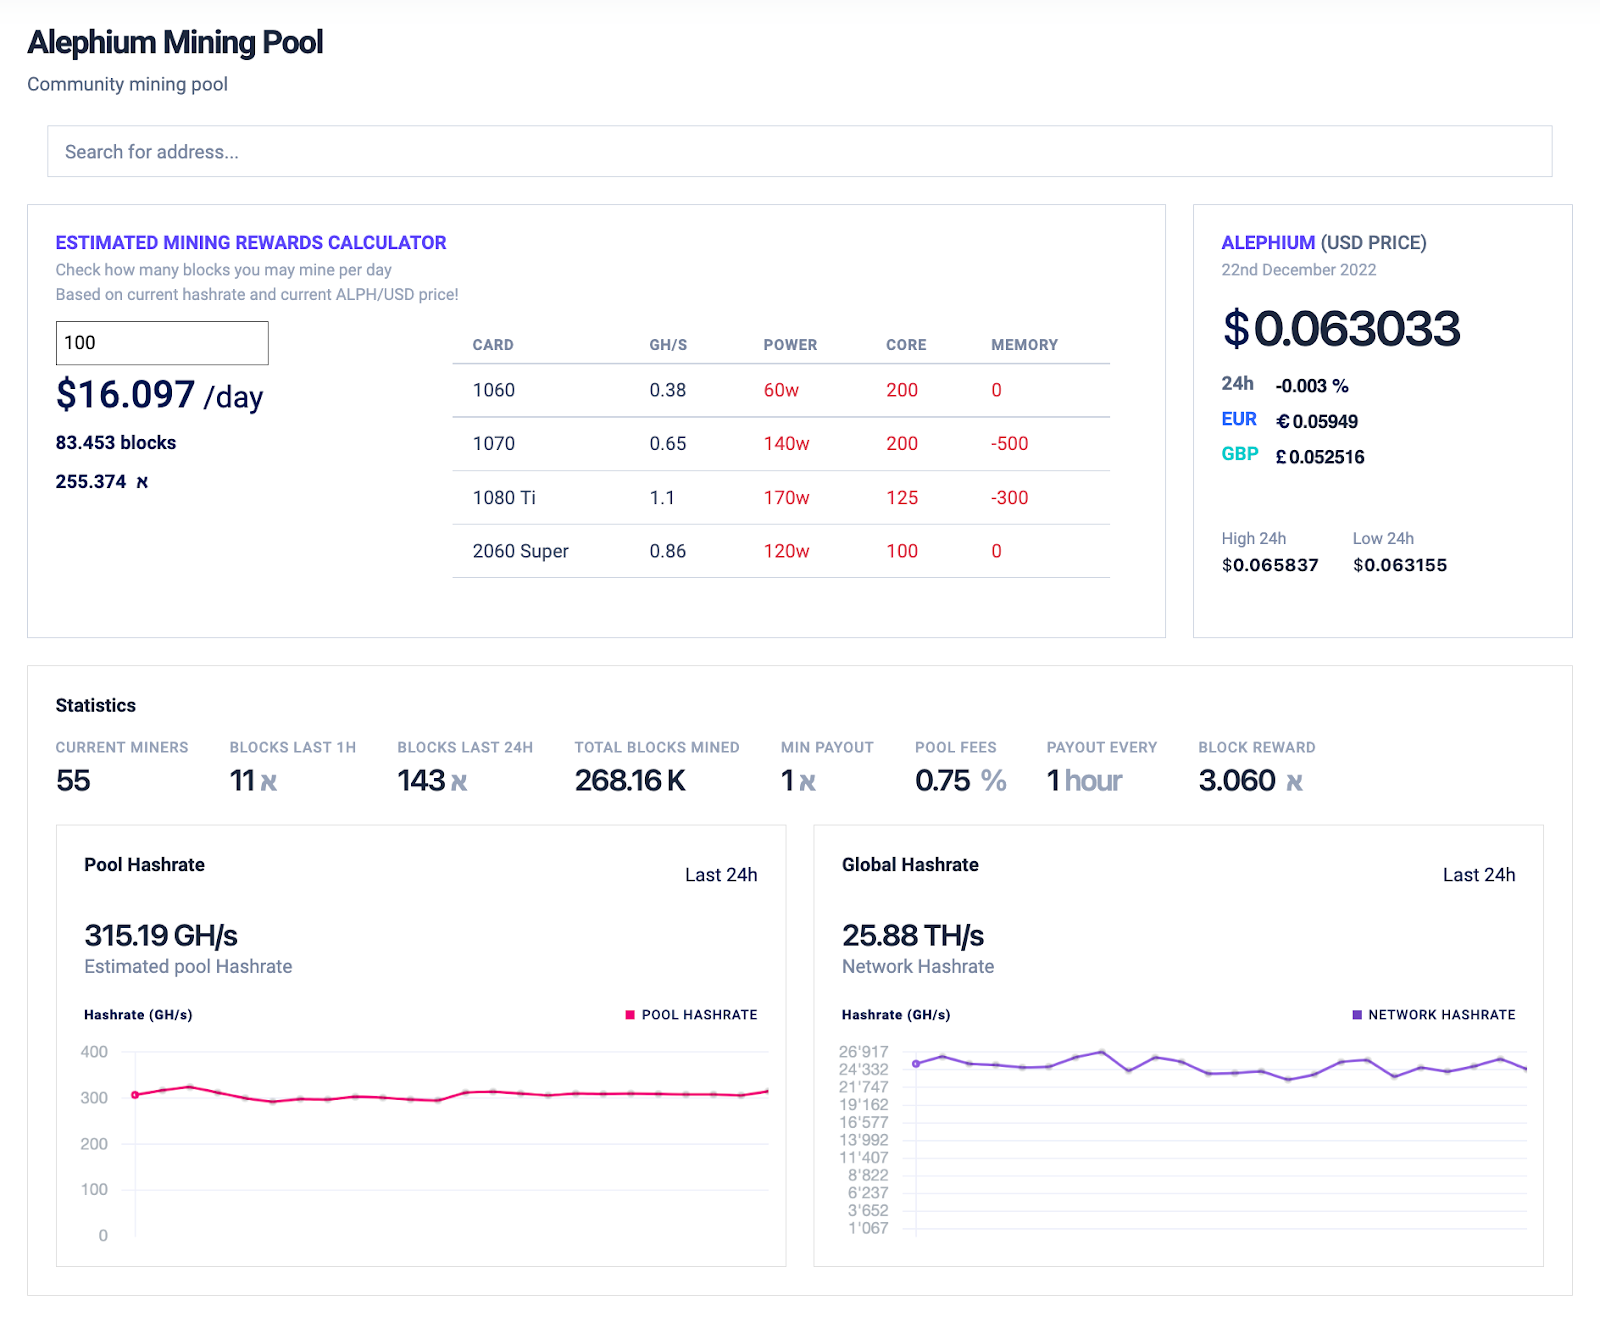 Alephium Mining Pool
Community mining pool
Search for address...
ESTIMATED MINING REWARDS CALCULATOR
Check how many blocks you may mine per day
Based on current hashrate and current ALPH/USD price!
100
$16.097 /day
83.453 blocks
255.374 א
CARD GH/S POWER CORE MEMORY
1060 0.38 60w 200 0
1070 0.65 140w 200 -500
1080 Ti 1.1 170w 125 -300
2060 Super 0.86 120w 100 0
ALEPHIUM (USD PRICE)
22nd December 2022
$0.063033
24h -0.003 %
EUR €0.05949
GBP £0.052516
High 24h Low 24h
$0.065837 $0.063155
Statistics
CURRENT MINERS BLOCKS LAST 1H BLOCKS LAST 24H TOTAL BLOCKS MINED MIN PAYOUT POOL FEES PAYOUT EVERY BLOCK REWARD
55 11 א 143 א 268.16 K 1 א 0.75 % 1 hour 3.060 א
Pool Hashrate
Last 24h
315.19 GH/s
Estimated pool Hashrate
Hashrate (GH/s) POOL HASHRATE
400
300
200
100
0
Global Hashrate
Last 24h
25.88 TH/s
Network Hashrate
Hashrate (GH/s) NETWORK HASHRATE
26'917
24'332
21'747
19'162
16'577
13'992
11'407
8'822
6'237
3'652
1'067